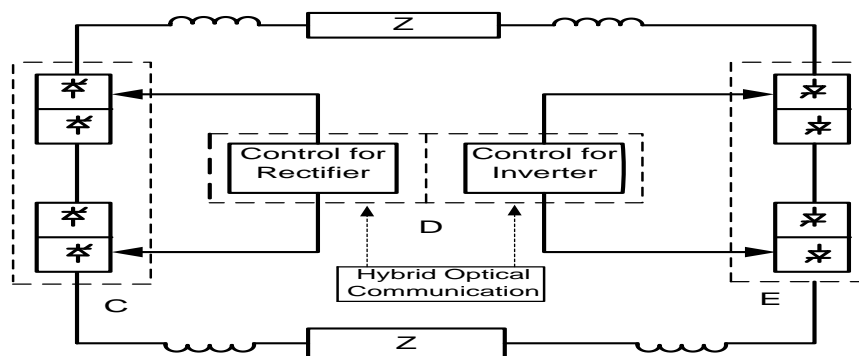 Z
Control for
Rectifier
Control for
Inverter
D
Hybrid Optical
Communication
C
E
Z